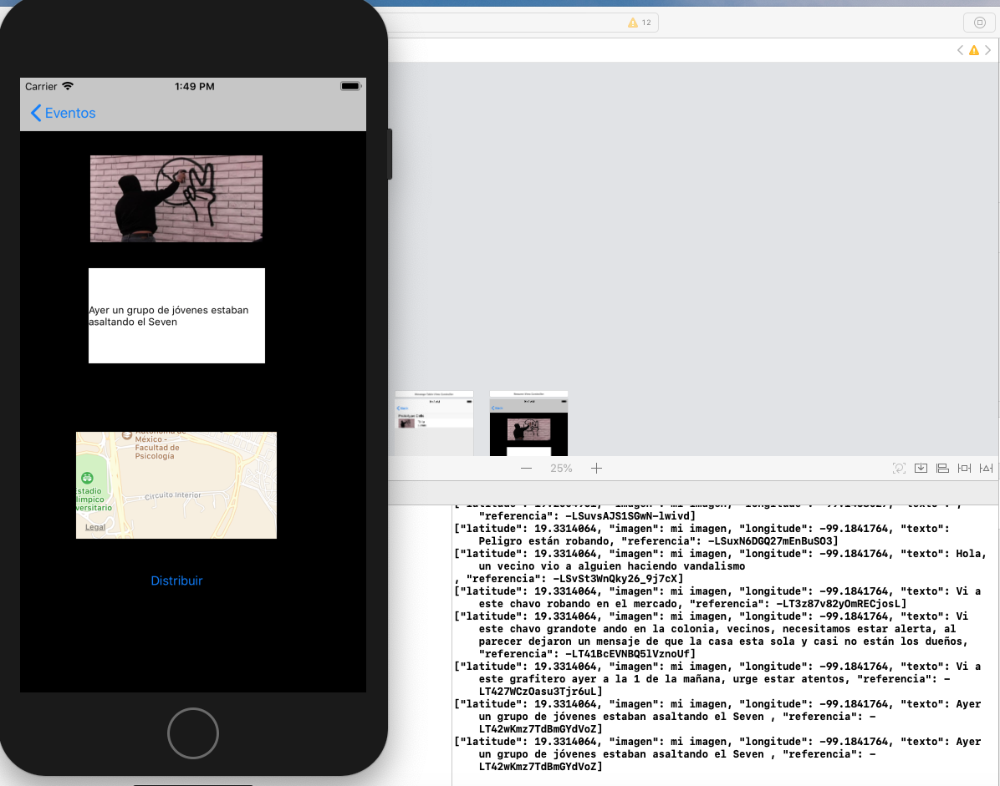 12
Carrier
1:49 PM
Eventos
Ayer un grupo de jóvenes estaban
asaltando el Seven
México -
Facultad de
Psicología
Estadio
límpico
versitario
Circuito Interior
Legal
Distribuir
Prototype Cells
25%
"referencia": -LSuvsAJS1SGwN-lwivd]
["latitude": 19.3314064, "imagen": mi imagen, "longitude": -99.1841764, "texto":
Peligro están robando, "referencia": -LSuxN6DGQ27mEnBuSO3]
["latitude": 19.3314064, "imagen": mi imagen, "longitude": -99.1841764, "texto": Hola,
un vecino vio a alguien haciendo vandalismo
, "referencia": -LSvSt3WnQky26_9j7cX]
["latitude": 19.3314064, "imagen": mi imagen, "longitude": -99.1841764, "texto": Vi a
este chavo robando en el mercado, "referencia": -LT3z87v82yOmRECjosL]
["latitude": 19.3314064, "imagen": mi imagen, "longitude": -99.1841764, "texto": Vi
este chavo grandote ando en la colonia, vecinos, necesitamos estar alerta, al
parecer dejaron un mensaje de que la casa esta sola y casi no están los dueños,
"referencia": -LT41BcEVNBQ5lVznoUf]
["latitude": 19.3314064, "imagen": mi imagen, "longitude": -99.1841764, "texto": Vi a
este grafitero ayer a la 1 de la mañana, urge estar atentos, "referencia": -
LT427WCzOasu3Tjr6uL]
["latitude": 19.3314064, "imagen": mi imagen, "longitude": -99.1841764, "texto": Ayer
un grupo de jóvenes estaban asaltando el Seven , "referencia": -
LT42wKmz7TdBmGYdVoZ]
["latitude": 19.3314064, "imagen": mi imagen, "longitude": -99.1841764, "texto": Ayer
un grupo de jóvenes estaban asaltando el Seven , "referencia": -
LT42wKmz7TdBmGYdVoZ]